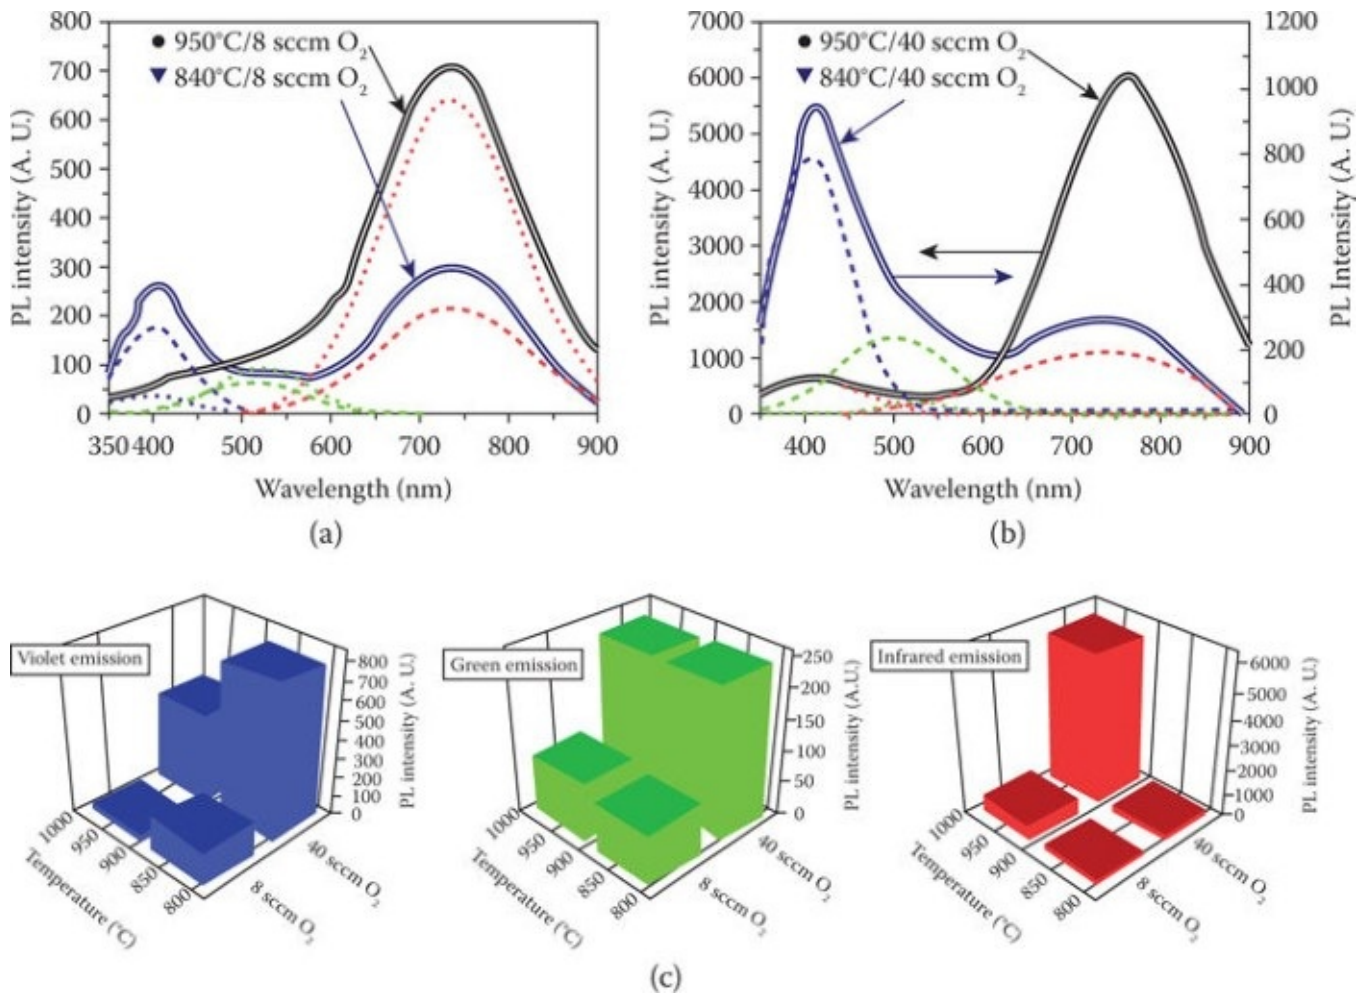 800
700
600
500
400
300
200
100
0
PL intensity (A. U.)
950°C/8 sccm O₂
840°C/8 sccm O₂
350 400 500 600 700 800 900
Wavelength (nm)
(a)
7000
6000
5000
4000
3000
2000
1000
0
PL intensity (A. U.)
950°C/40 sccm O₂
840°C/40 sccm O₂
1200
1000
800
600
400
200
0
PL Intensity (A. U.)
400 500 600 700 800 900
Wavelength (nm)
(b)
Violet emission
800
700
600
500
400
300
200
100
0
PL intensity (A. U.)
1000
950
900
850
800
Temperature (°C)
8 sccm O₂
40 sccm O₂
Green emission
250
200
150
100
50
0
PL intensity (A.U.)
1000
950
900
850
800
Temperature (°C)
8 sccm O₂
40 sccm O₂
Infrared emission
6000
5000
4000
3000
2000
1000
0
PL intensity (A. U.)
1000
950
900
850
800
Temperature (°C)
8 sccm O₂
40 sccm O₂
(c)